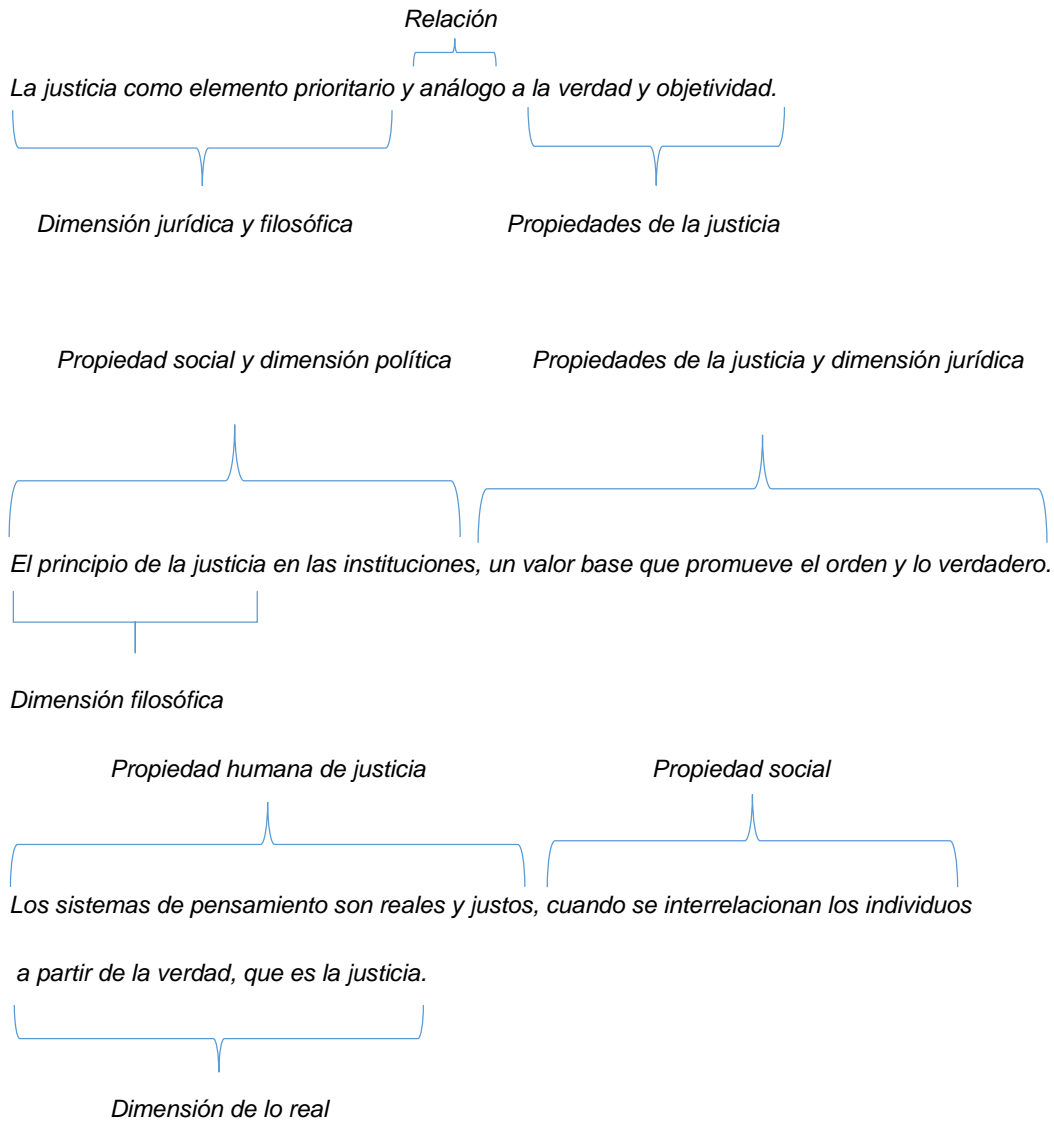 Relación
La justicia como elemento prioritario y análogo a la verdad y objetividad.
Dimensión jurídica y filosófica Propiedades de la justicia
Propiedad social y dimensión política Propiedades de la justicia y dimensión jurídica
El principio de la justicia en las instituciones, un valor base que promueve el orden y lo verdadero.
Dimensión filosófica
Propiedad humana de justicia Propiedad social
Los sistemas de pensamiento son reales y justos, cuando se interrelacionan los individuos
a partir de la verdad, que es la justicia.
Dimensión de lo real